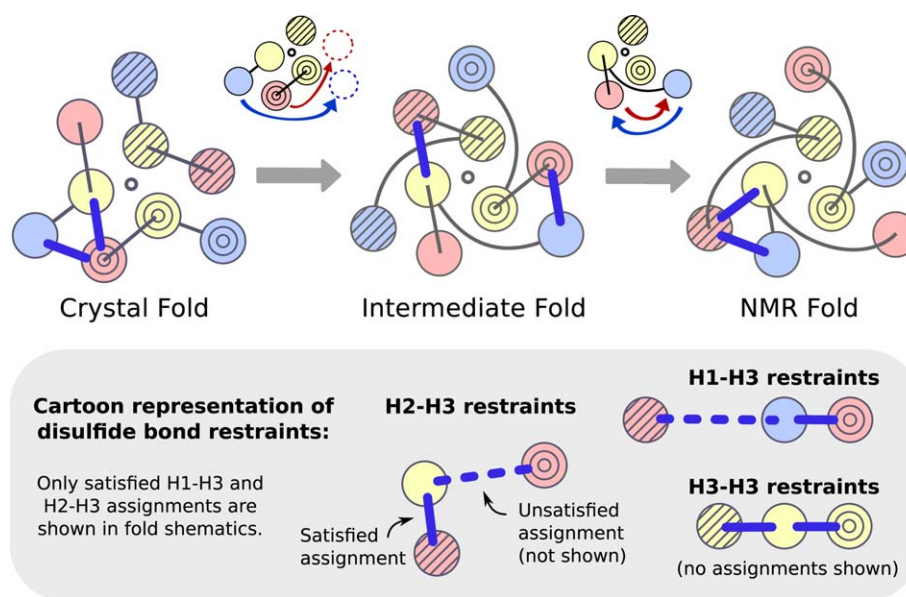 Crystal Fold
Intermediate Fold
NMR Fold
Cartoon representation of
disulfide bond restraints:
Only satisfied H1-H3 and
H2-H3 assignments are
shown in fold shematics.
H2-H3 restraints
Satisfied
assignment
Unsatisfied
assignment
(not shown)
H1-H3 restraints
H3-H3 restraints
(no assignments shown)